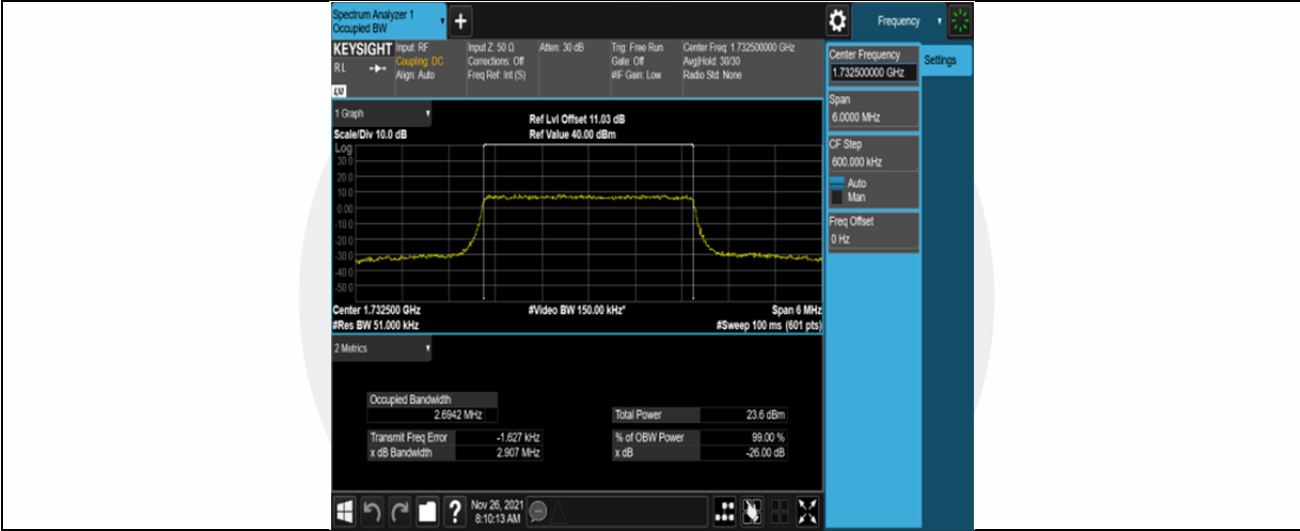 Spectrum Analyzer 1
Occupied BW
+
Frequency
KEYSIGHT
RL
LXI
Input: RF
Coupling: DC
Align: Auto
Input Z: 50 Ω
Corrections: Off
Freq Ref: Int (S)
Atten: 30 dB
Trig: Free Run
Gate: Off
#IF Gain: Low
Center Freq: 1.732500000 GHz
Avg|Hold: 30/30
Radio Std: None
Center Frequency
1.732500000 GHz
Settings
Span
6.0000 MHz
CF Step
600.000 kHz
Auto
Man
Freq Offset
0 Hz
1 Graph
Scale/Div 10.0 dB
Ref Lvl Offset 11.03 dB
Ref Value 40.00 dBm
Log
30.0
20.0
10.0
0.00
-10.0
-20.0
-30.0
-40.0
-50.0
Center 1.732500 GHz
#Video BW 150.00 kHz*
Span 6 MHz
#Res BW 51.000 kHz
#Sweep 100 ms (601 pts)
2 Metrics
Occupied Bandwidth
2.6942 MHz
Total Power 23.6 dBm
Transmit Freq Error -1.627 kHz
% of OBW Power 99.00 %
x dB Bandwidth 2.907 MHz
x dB -26.00 dB
?
Nov 26, 2021
8:10:13 AM